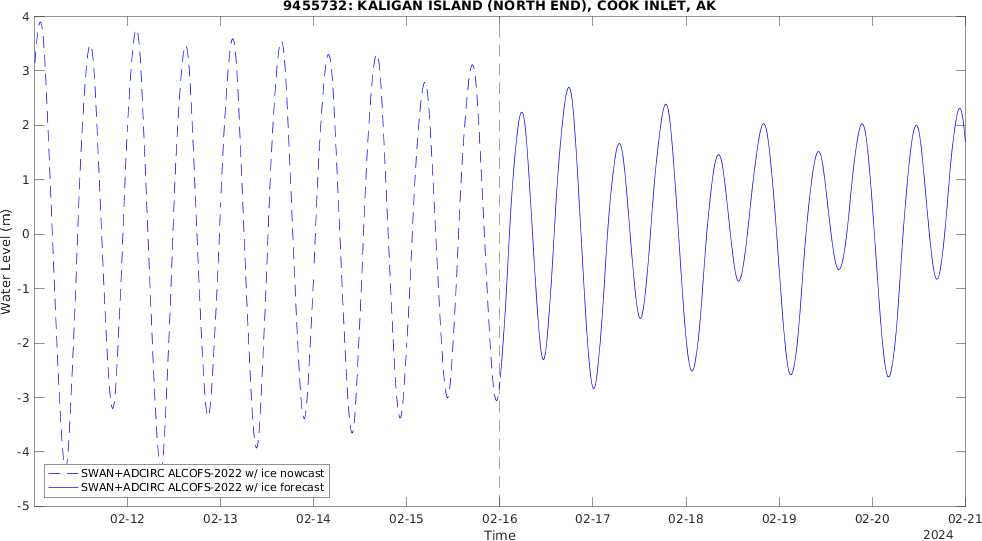 9455732: KALIGAN ISLAND (NORTH END), COOK INLET, AK
4
3
2
1
0
-1
-2
-3
-4
-5
Water Level (m)
SWAN+ADCIRC ALCOFS-2022 w/ ice nowcast
SWAN+ADCIRC ALCOFS-2022 w/ ice forecast
02-12 02-13 02-14 02-15 02-16 02-17 02-18 02-19 02-20 02-21
Time
2024